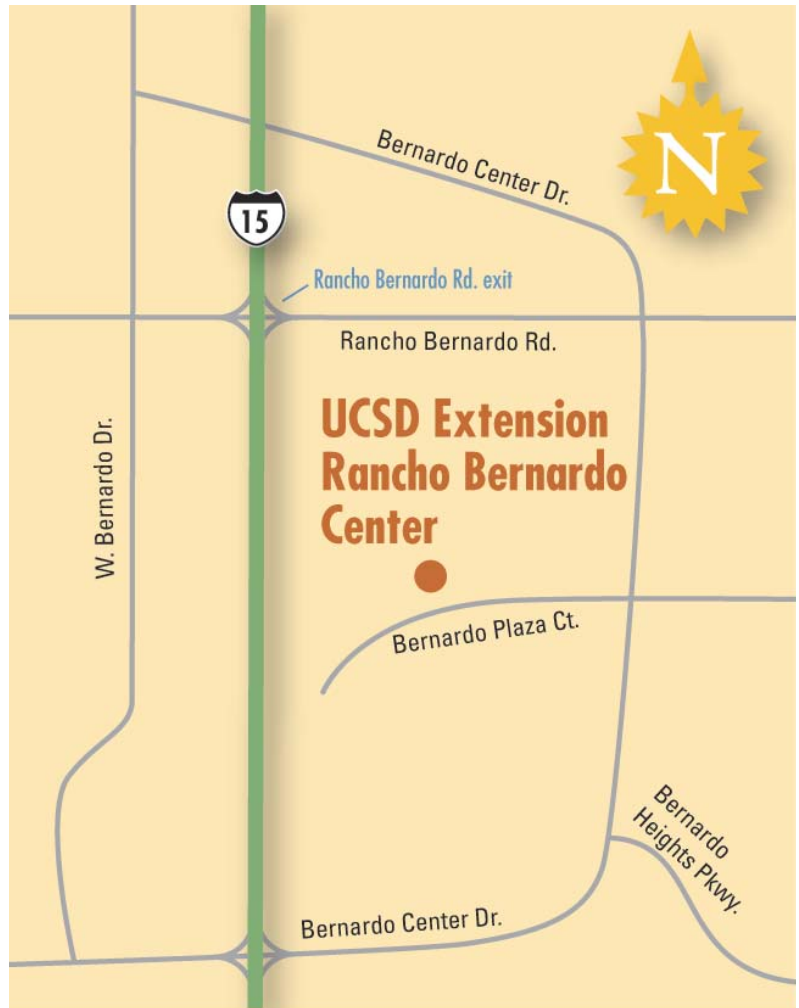 Bernardo Center Dr.
N
15
Rancho Bernardo Rd. exit
Rancho Bernardo Rd.
UCSD Extension
Rancho Bernardo
Center
W. Bernardo Dr.
Bernardo Plaza Ct.
Bernardo
Heights Pkwy.
Bernardo Center Dr.